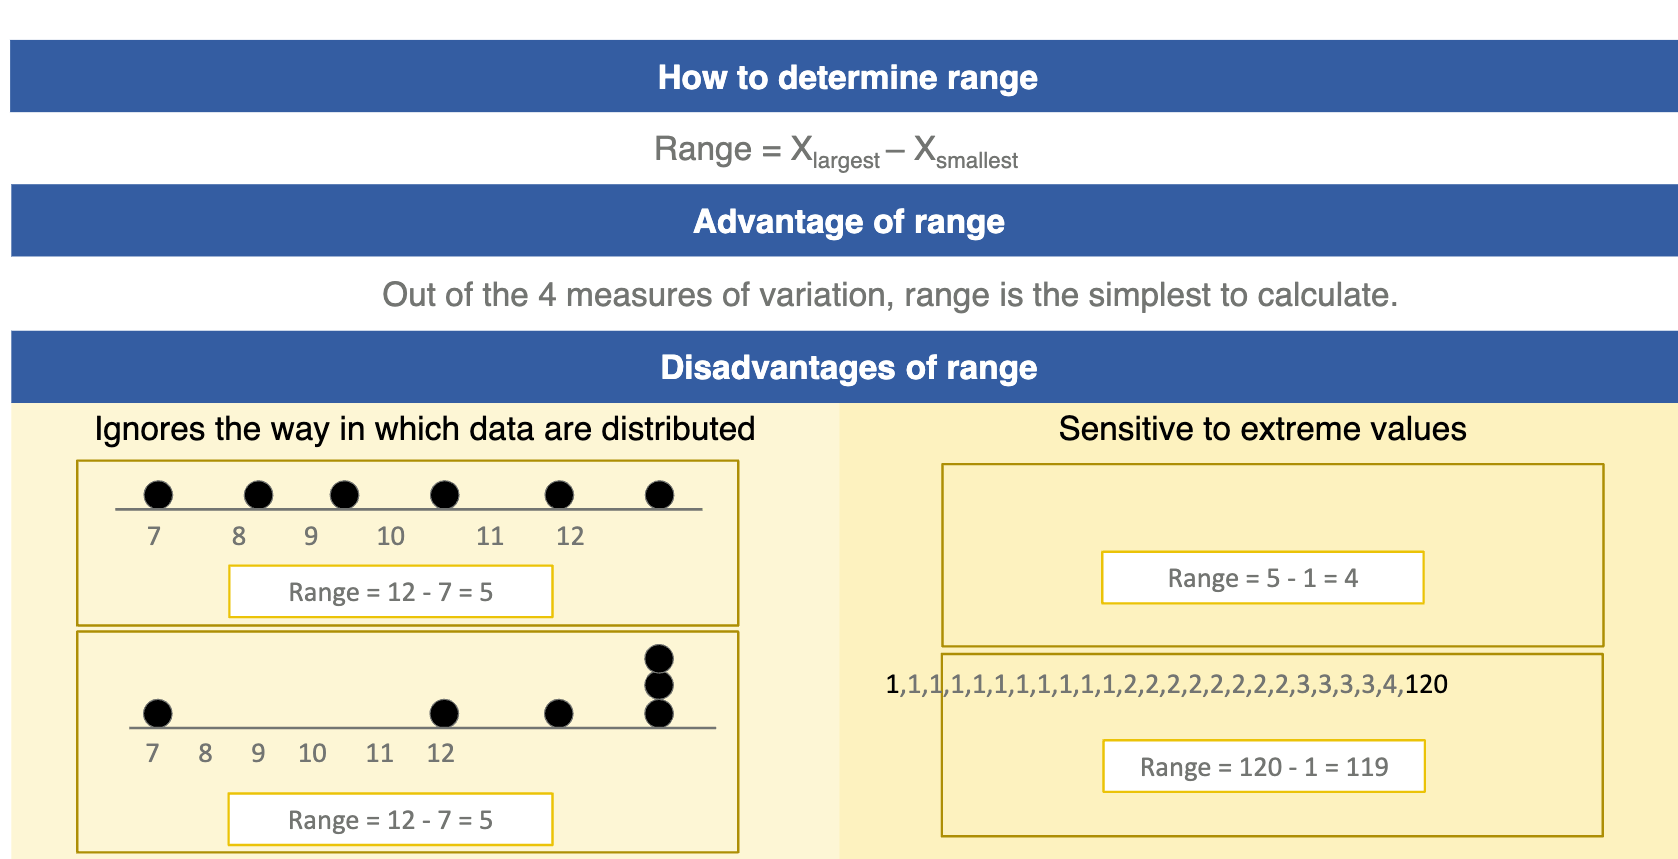 How to determine range
Range = Xlargest – Xsmallest
Advantage of range
Out of the 4 measures of variation, range is the simplest to calculate.
Disadvantages of range
Ignores the way in which data are distributed
7 8 9 10 11 12
Range = 12 - 7 = 5
7 8 9 10 11 12
Range = 12 - 7 = 5
Sensitive to extreme values
Range = 5 - 1 = 4
1,1,1,1,1,1,1,1,1,1,1,2,2,2,2,2,2,2,2,3,3,3,3,4,120
Range = 120 - 1 = 119